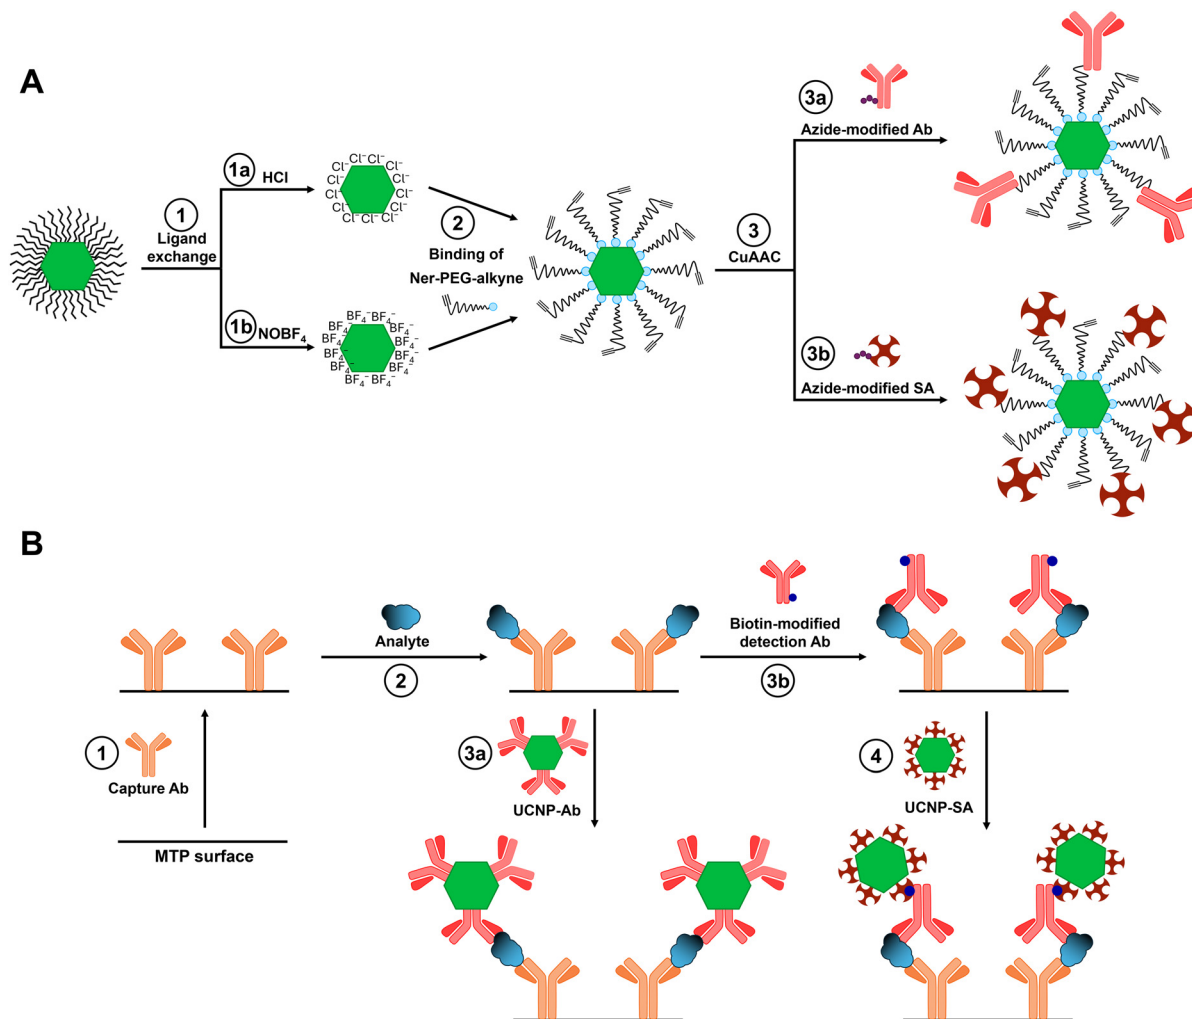 A
1
Ligand
exchange
1a
HCl
Cl⁻ Cl⁻ Cl⁻ Cl⁻ Cl⁻ Cl⁻ Cl⁻ Cl⁻ Cl⁻ Cl⁻ Cl⁻ Cl⁻
1b
NOBF₄
BF₄⁻ BF₄⁻ BF₄⁻ BF₄⁻ BF₄⁻ BF₄⁻ BF₄⁻ BF₄⁻ BF₄⁻ BF₄⁻ BF₄⁻ BF₄⁻
2
Binding of
Ner-PEG-alkyne
3
CuAAC
3a
Azide-modified Ab
3b
Azide-modified SA
B
1
Capture Ab
MTP surface
Analyte
2
3a
UCNP-Ab
Biotin-modified
detection Ab
3b
4
UCNP-SA